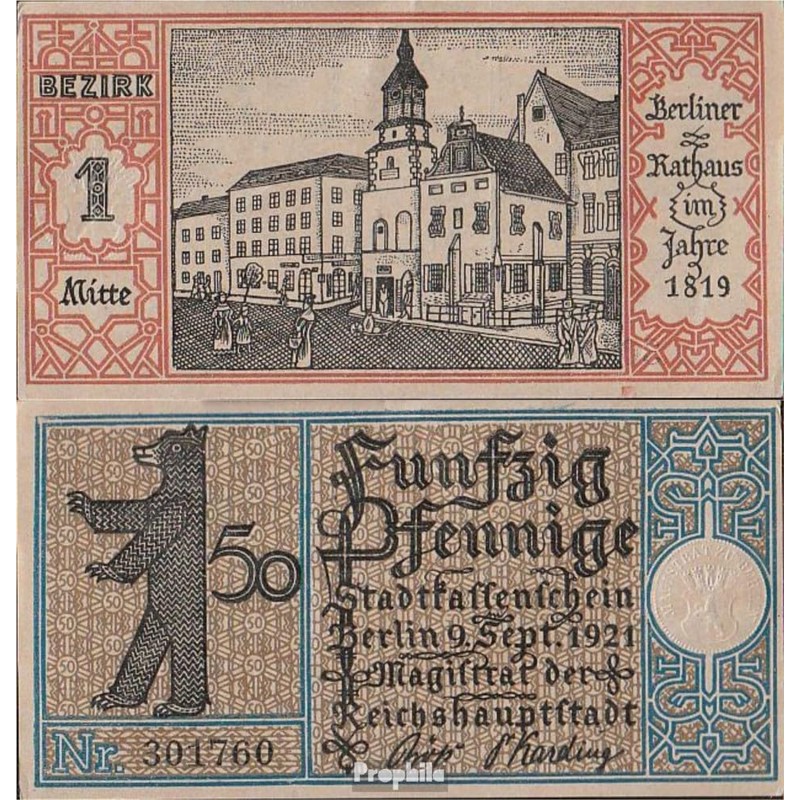 BEZIRK
1
Mitte
Berliner
Rathaus
im
Jahre
1819
50
Funfzig
Pfennige
Stadtkassenschein
Berlin 9. Sept. 1921
Magistrat der
Reichshauptstadt
Nr. 301760
Prophila